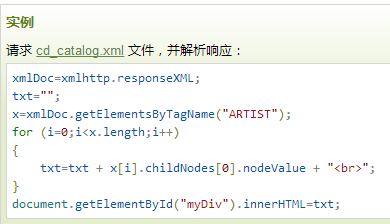 实例
请求 cd_catalog.xml 文件，并解析响应：
xmlDoc=xmlhttp.responseXML;
txt="";
x=xmlDoc.getElementsByTagName("ARTIST");
for (i=0;i<x.length;i++)
{
    txt=txt + x[i].childNodes[0].nodeValue + "<br>";
}
document.getElementById("myDiv").innerHTML=txt;